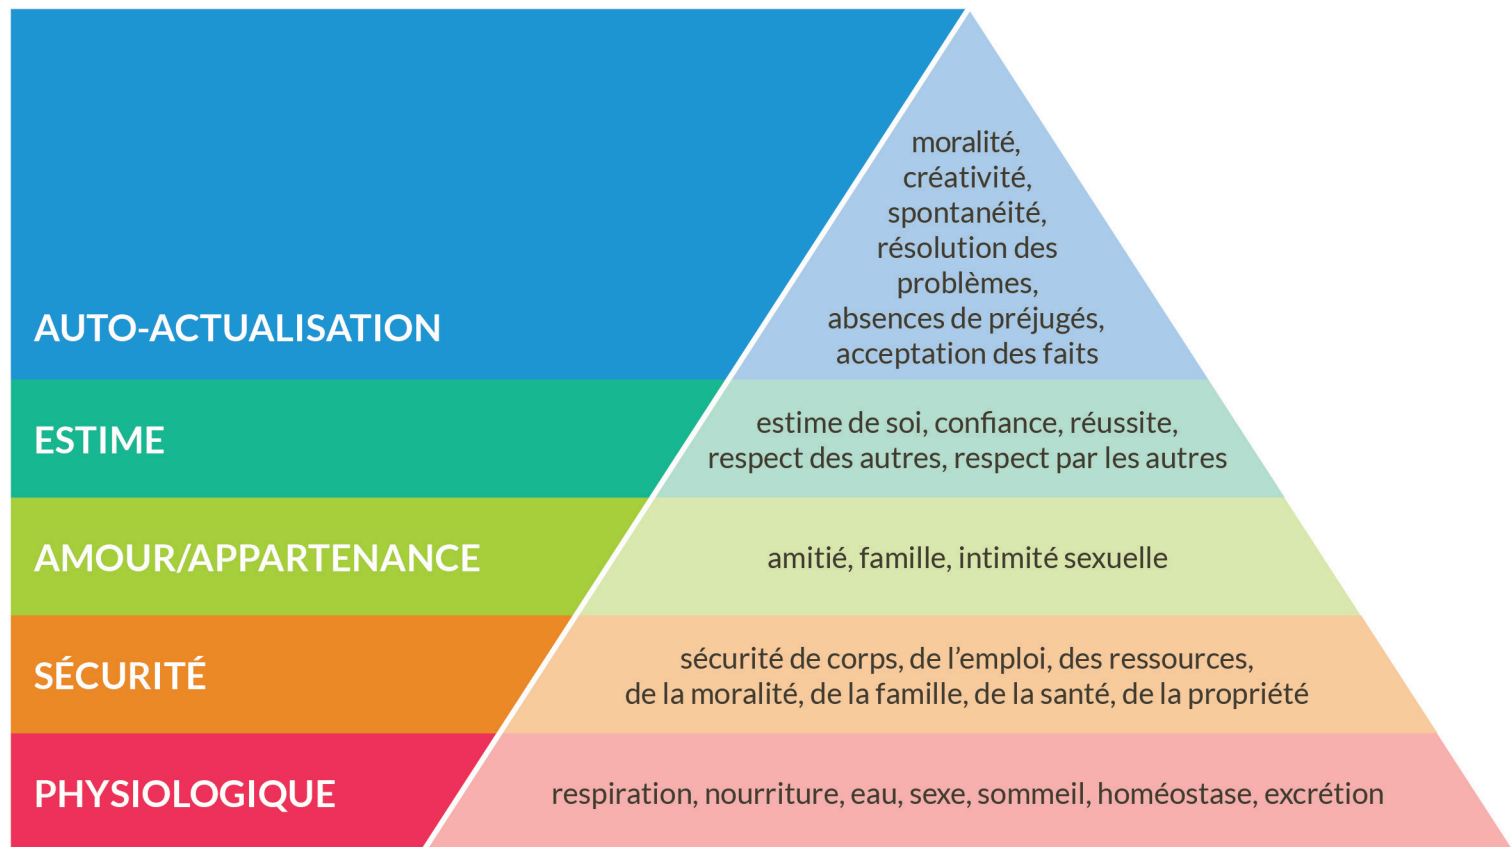 moralité,
créativité,
spontanéité,
résolution des
problèmes,
absences de préjugés,
acceptation des faits
AUTO-ACTUALISATION
estime de soi, confiance, réussite,
respect des autres, respect par les autres
ESTIME
amitié, famille, intimité sexuelle
AMOUR/APPARTENANCE
sécurité de corps, de l’emploi, des ressources,
de la moralité, de la famille, de la santé, de la propriété
SÉCURITÉ
respiration, nourriture, eau, sexe, sommeil, homéostase, excrétion
PHYSIOLOGIQUE